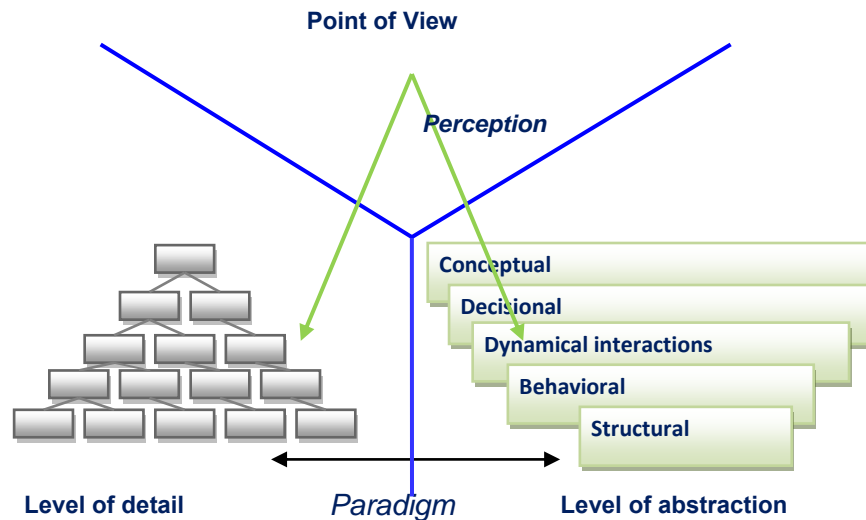 Point of View
Perception
Conceptual
Decisional
Dynamical interactions
Behavioral
Structural
Level of detail
Paradigm
Level of abstraction